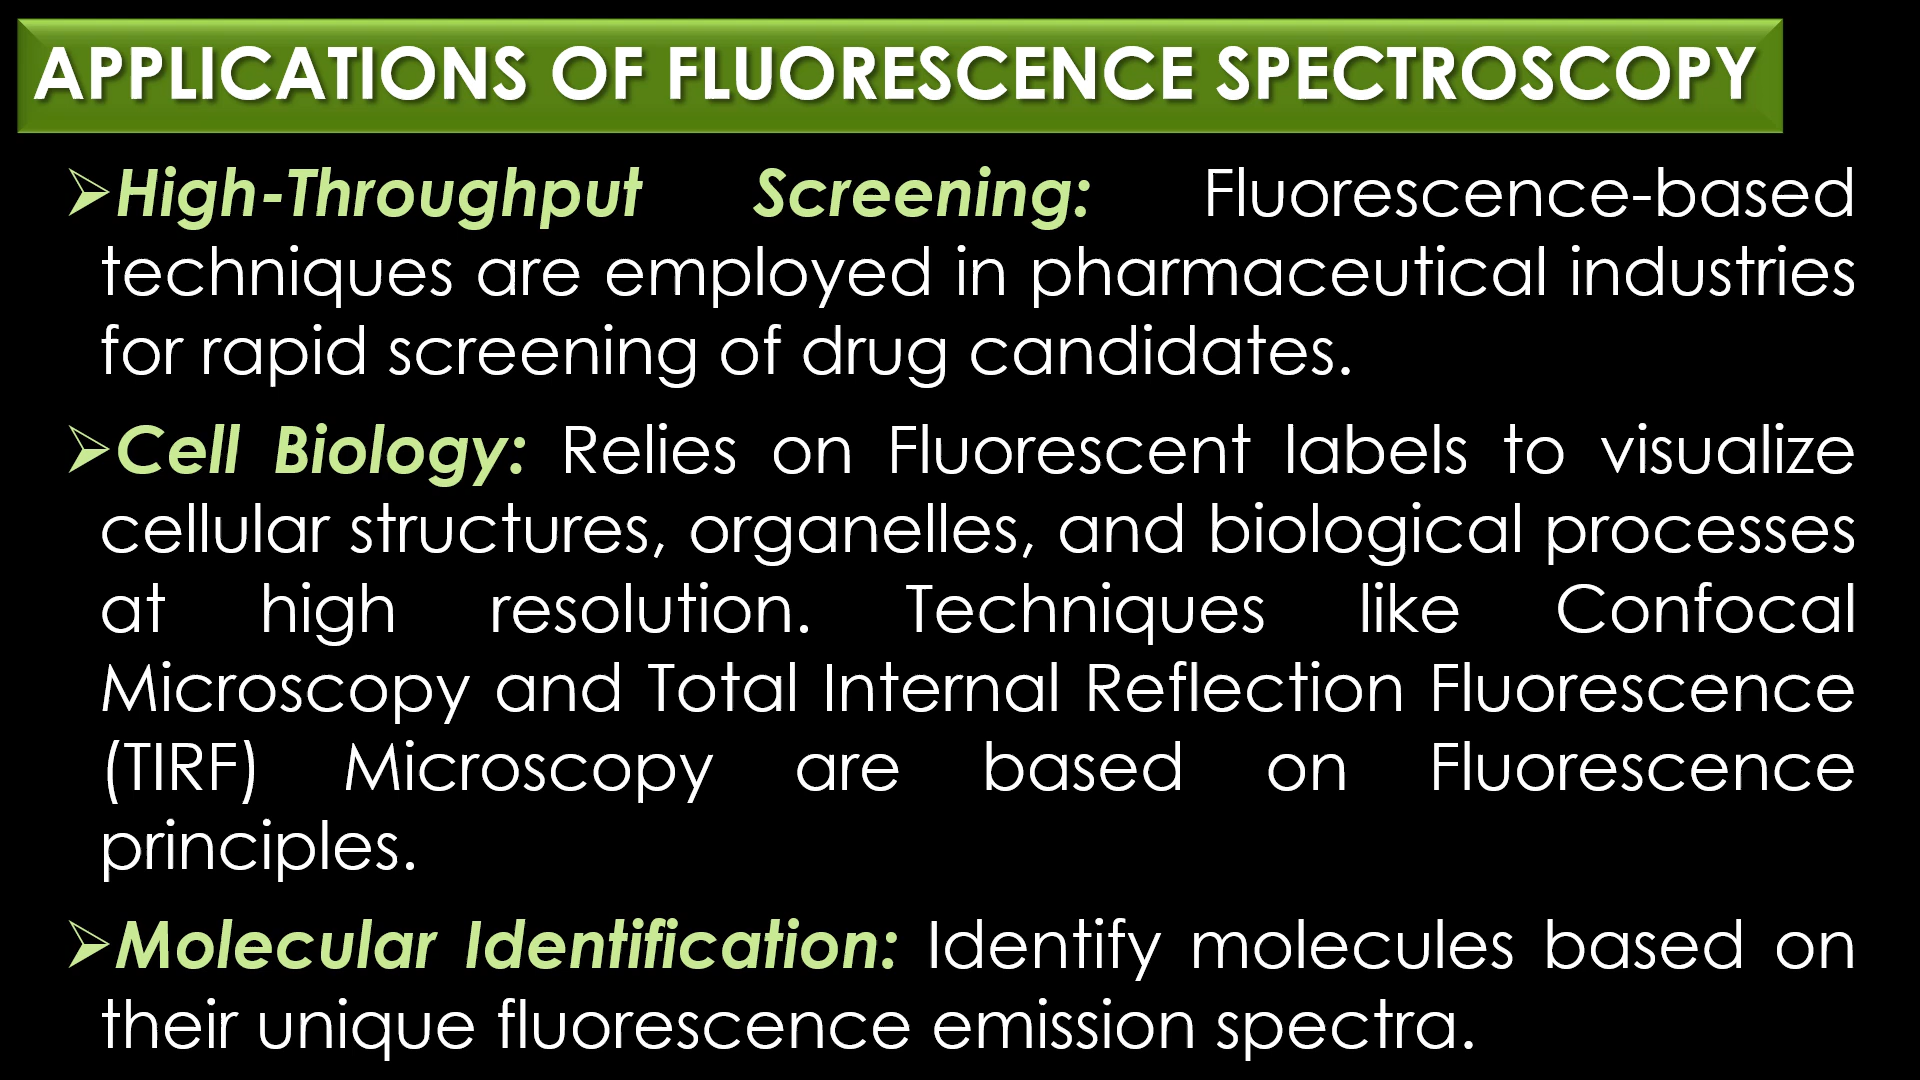 APPLICATIONS OF FLUORESCENCE SPECTROSCOPY
➢High-Throughput Screening: Fluorescence-based
techniques are employed in pharmaceutical industries
for rapid screening of drug candidates.
➢Cell Biology: Relies on Fluorescent labels to visualize
cellular structures, organelles, and biological processes
at high resolution. Techniques like Confocal
Microscopy and Total Internal Reflection Fluorescence
(TIRF) Microscopy are based on Fluorescence
principles.
➢Molecular Identification: Identify molecules based on
their unique fluorescence emission spectra.